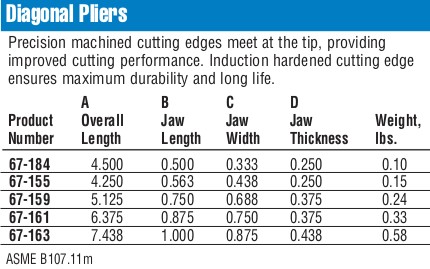 Diagonal Pliers
Precision machined cutting edges meet at the tip, providing
improved cutting performance. Induction hardened cutting edge
ensures maximum durability and long life.
A B C D
Product Overall Jaw Jaw Jaw Weight,
Number Length Length Width Thickness lbs.
67-184 4.500 0.500 0.333 0.250 0.10
67-155 4.250 0.563 0.438 0.250 0.15
67-159 5.125 0.750 0.688 0.375 0.24
67-161 6.375 0.875 0.750 0.375 0.33
67-163 7.438 1.000 0.875 0.438 0.58
ASME B107.11m